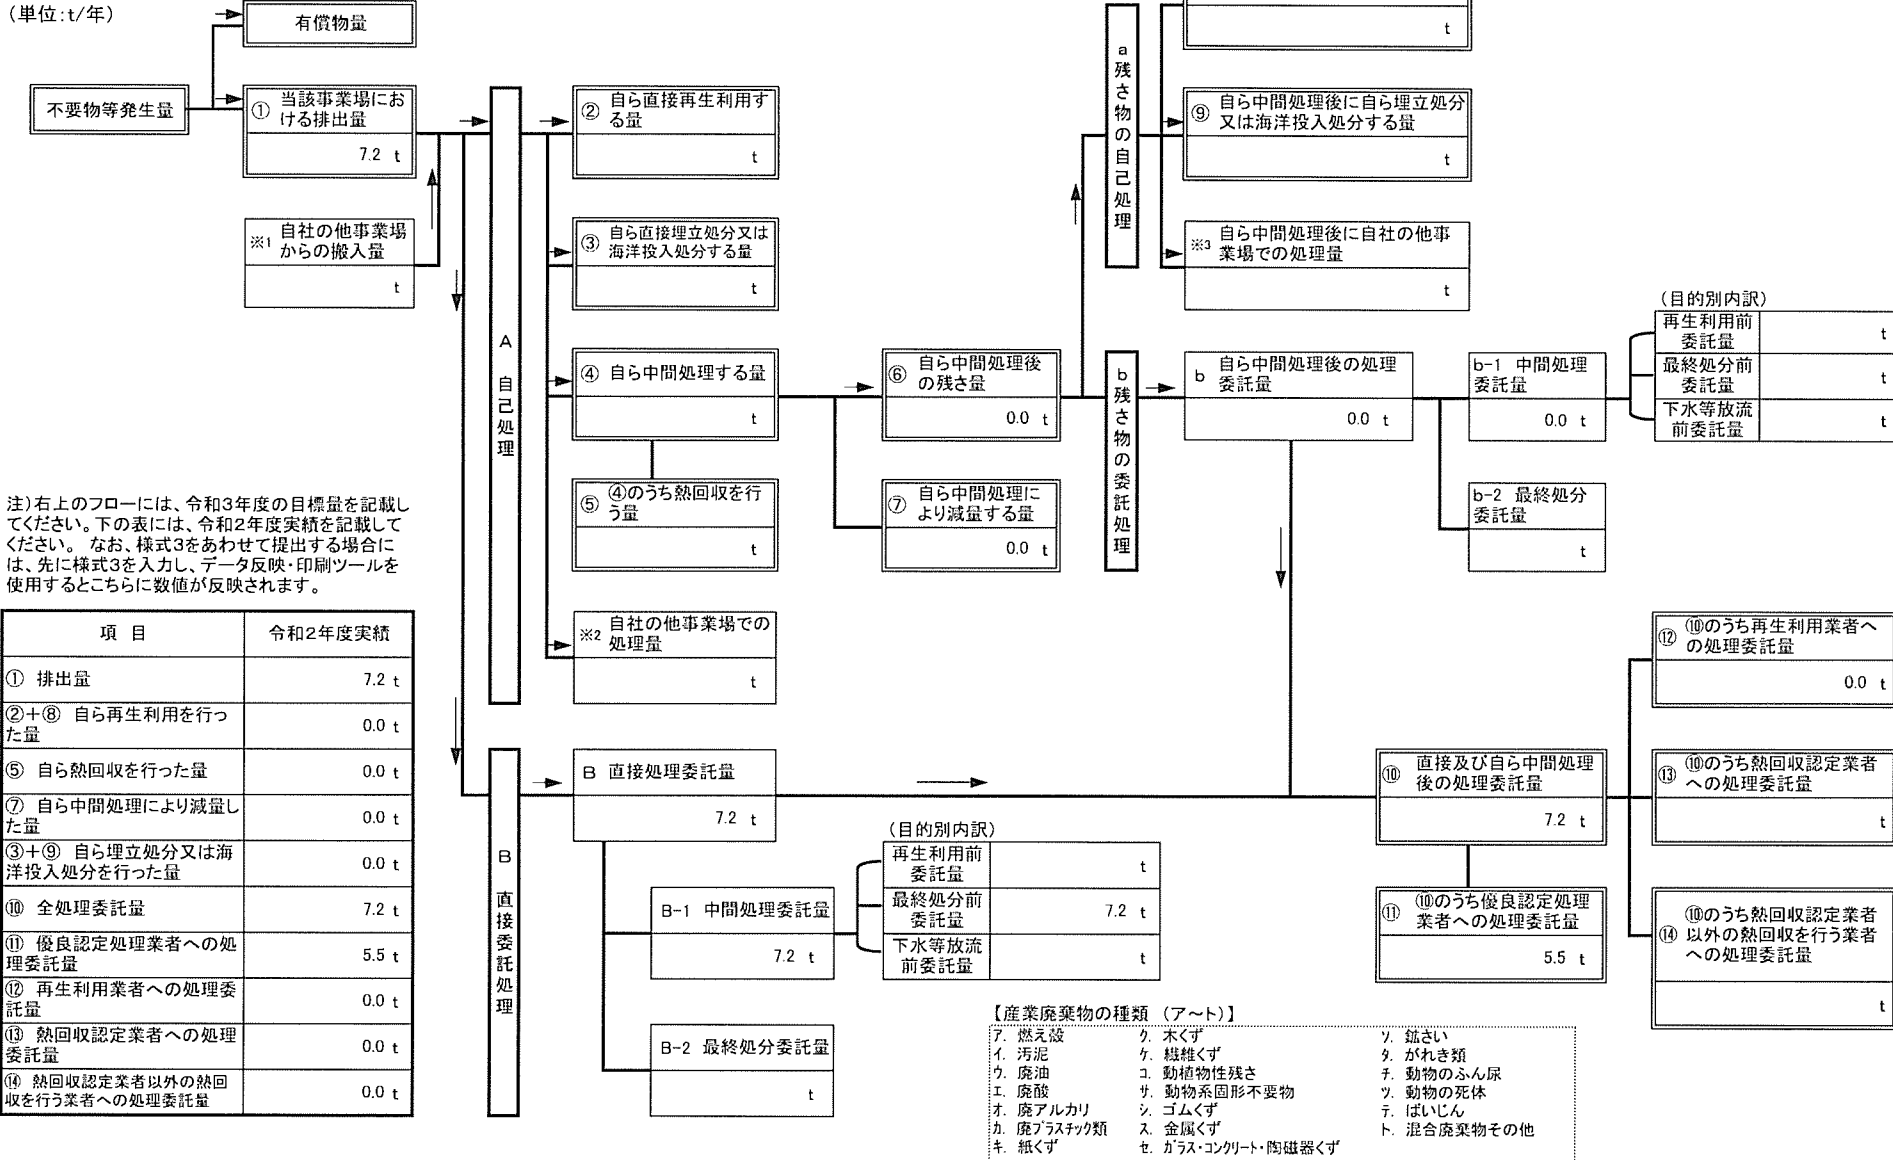 (単位:t/年)
有償物量
不要物等発生量
① 当該事業場にお
ける排出量
7.2 t
※1 自社の他事業場
からの搬入量
t
A 自己処理
② 自ら直接再生利用す
る量
t
③ 自ら直接埋立処分又は
海洋投入処分する量
t
④ 自ら中間処理する量
t
⑤ ④のうち熱回収を行
う量
t
※2 自社の他事業場での
処理量
t
⑥ 自ら中間処理後
の残さ量
0.0 t
⑦ 自ら中間処理に
より減量する量
0.0 t
a 残さ物の自己処理
t
⑨ 自ら中間処理後に自ら埋立処分
又は海洋投入処分する量
t
※3 自ら中間処理後に自社の他事
業場での処理量
t
b 残さ物の委託処理
b 自ら中間処理後の処理
委託量
0.0 t
b-1 中間処理
委託量
0.0 t
b-2 最終処分
委託量
t
(目的別内訳)
再生利用前
委託量
t
最終処分前
委託量
t
下水等放流
前委託量
t
注)右上のフローには、令和3年度の目標量を記載し
てください。下の表には、令和2年度実績を記載して
ください。 なお、様式3をあわせて提出する場合に
は、先に様式3を入力し、データ反映・印刷ツールを
使用するとこちらに数値が反映されます。
項 目 令和2年度実績
① 排出量 7.2 t
②+⑧ 自ら再生利用を行っ
た量 0.0 t
⑤ 自ら熱回収を行った量 0.0 t
⑦ 自ら中間処理により減量し
た量 0.0 t
③+⑨ 自ら埋立処分又は海
洋投入処分を行った量 0.0 t
⑩ 全処理委託量 7.2 t
⑪ 優良認定処理業者への処
理委託量 5.5 t
⑫ 再生利用業者への処理委
託量 0.0 t
⑬ 熱回収認定業者への処理
委託量 0.0 t
⑭ 熱回収認定業者以外の熱回
収を行う業者への処理委託量 0.0 t
B 直接委託処理
B 直接処理委託量
7.2 t
B-1 中間処理委託量
7.2 t
B-2 最終処分委託量
t
(目的別内訳)
再生利用前
委託量
t
最終処分前
委託量
7.2 t
下水等放流
前委託量
t
⑩ 直接及び自ら中間処理
後の処理委託量
7.2 t
⑪ ⑩のうち優良認定処理
業者への処理委託量
5.5 t
⑫ ⑩のうち再生利用業者へ
の処理委託量
0.0 t
⑬ ⑩のうち熱回収認定業者
への処理委託量
t
⑭ ⑩のうち熱回収認定業者
以外の熱回収を行う業者
への処理委託量
t
【産業廃棄物の種類 (ア～ト)】
ア. 燃え殻 ク. 木くず ソ. 鉱さい
イ. 汚泥 ケ. 繊維くず タ. がれき類
ウ. 廃油 コ. 動植物性残さ チ. 動物のふん尿
エ. 廃酸 サ. 動物系固形不要物 ツ. 動物の死体
オ. 廃アルカリ シ. ゴムくず テ. ばいじん
カ. 廃プラスチック類 ス. 金属くず ト. 混合廃棄物その他
キ. 紙くず セ. ガラス・コンクリート・陶磁器くず